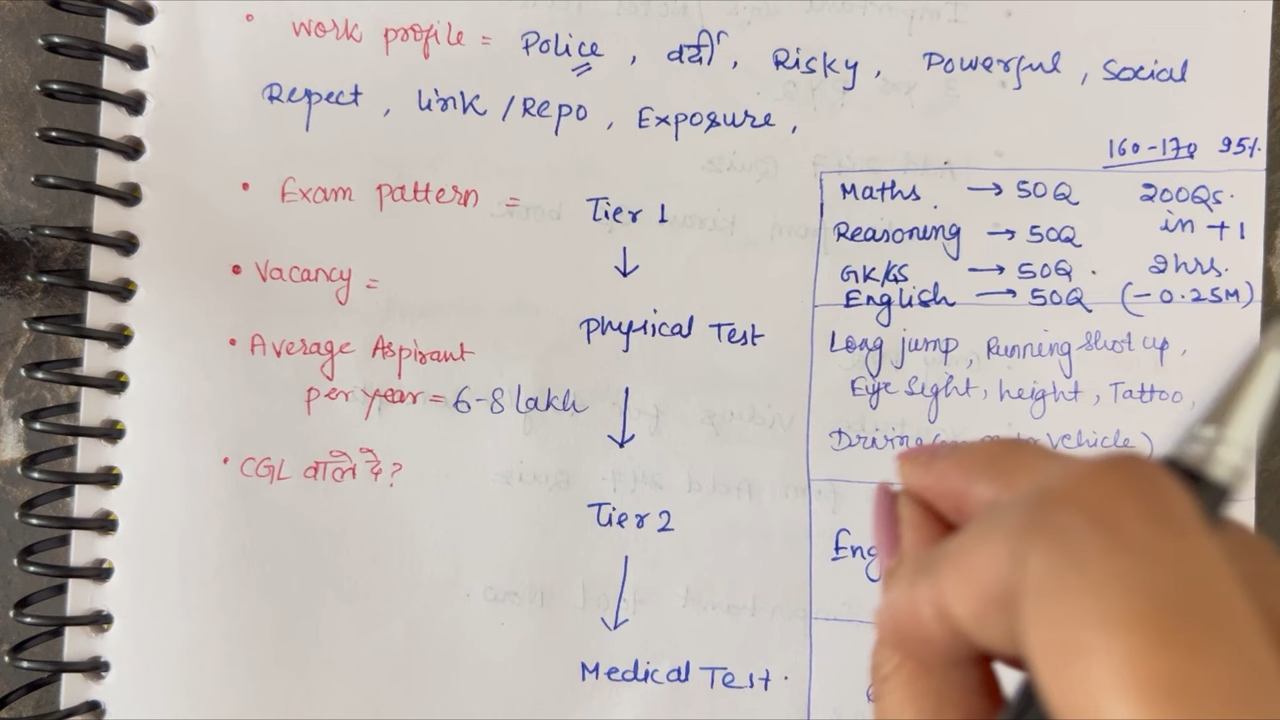 • Work profile = Police, वर्दी, Risky, Powerful, Social
Repect, link/Repo, Exposure,
160-170 95%
• Exam pattern =
Tier 1
↓
Physical Test
↓
Tier 2
↓
Medical Test.
Maths. → 50Q 200Qs.
Reasoning → 50Q in +1
GK/GS → 50Q. 2hrs.
English → 50Q (-0.25M)
Long jump, Running shot up,
Eye sight, height, Tattoo,
Vehicle)
Eng
• Vacancy =
• Average Aspirant
per year = 6-8 lakh
• CGL वाले दे?